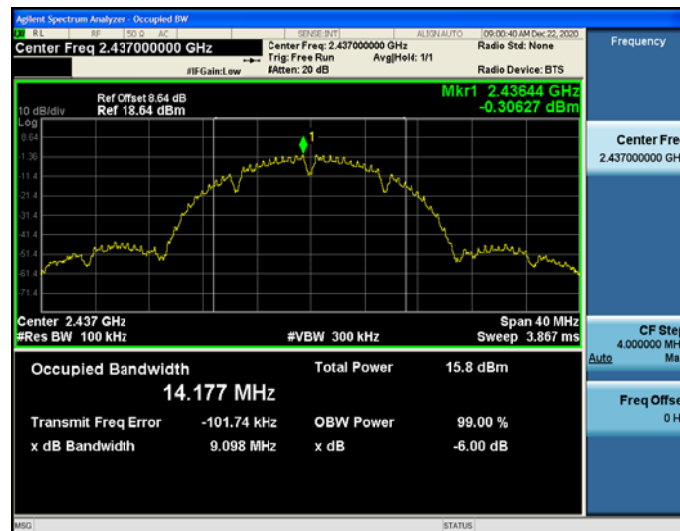 Agilent Spectrum Analyzer - Occupied BW
RL RF 50 Ω AC SENSE:INT ALIGN AUTO 09:00:40 AM Dec 22, 2020
Center Freq 2.437000000 GHz Center Freq: 2.437000000 GHz Radio Std: None
Trig: Free Run Avg|Hold: 1/1
#IFGain:Low #Atten: 20 dB Radio Device: BTS
Frequency
Mkr1 2.43644 GHz
Ref Offset 8.64 dB
10 dB/div Ref 18.64 dBm -0.30627 dBm
Log
8.64
1
-1.36
-11.4
-21.4
-31.4
-41.4
-51.4
-61.4
-71.4
Center Fre
2.437000000 GH
Center 2.437 GHz Span 40 MHz
#Res BW 100 kHz #VBW 300 kHz Sweep 3.867 ms
CF Step
4.000000 MH
Auto Ma
Occupied Bandwidth Total Power 15.8 dBm
14.177 MHz
Transmit Freq Error -101.74 kHz OBW Power 99.00 %
x dB Bandwidth 9.098 MHz x dB -6.00 dB
Freq Offse
0 H
MSG STATUS